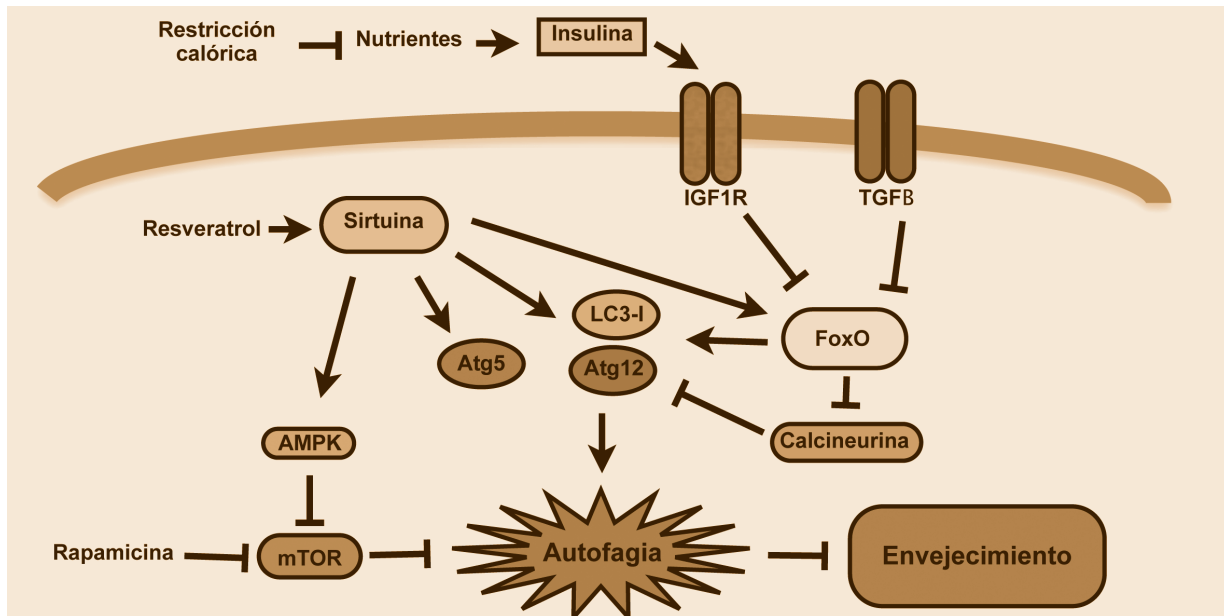 Restricción
calórica
Nutrientes
Insulina
IGF1R
TGFB
Resveratrol
Sirtuina
LC3-I
FoxO
Atg5
Atg12
AMPK
Calcineurina
Rapamicina
mTOR
Autofagia
Envejecimiento